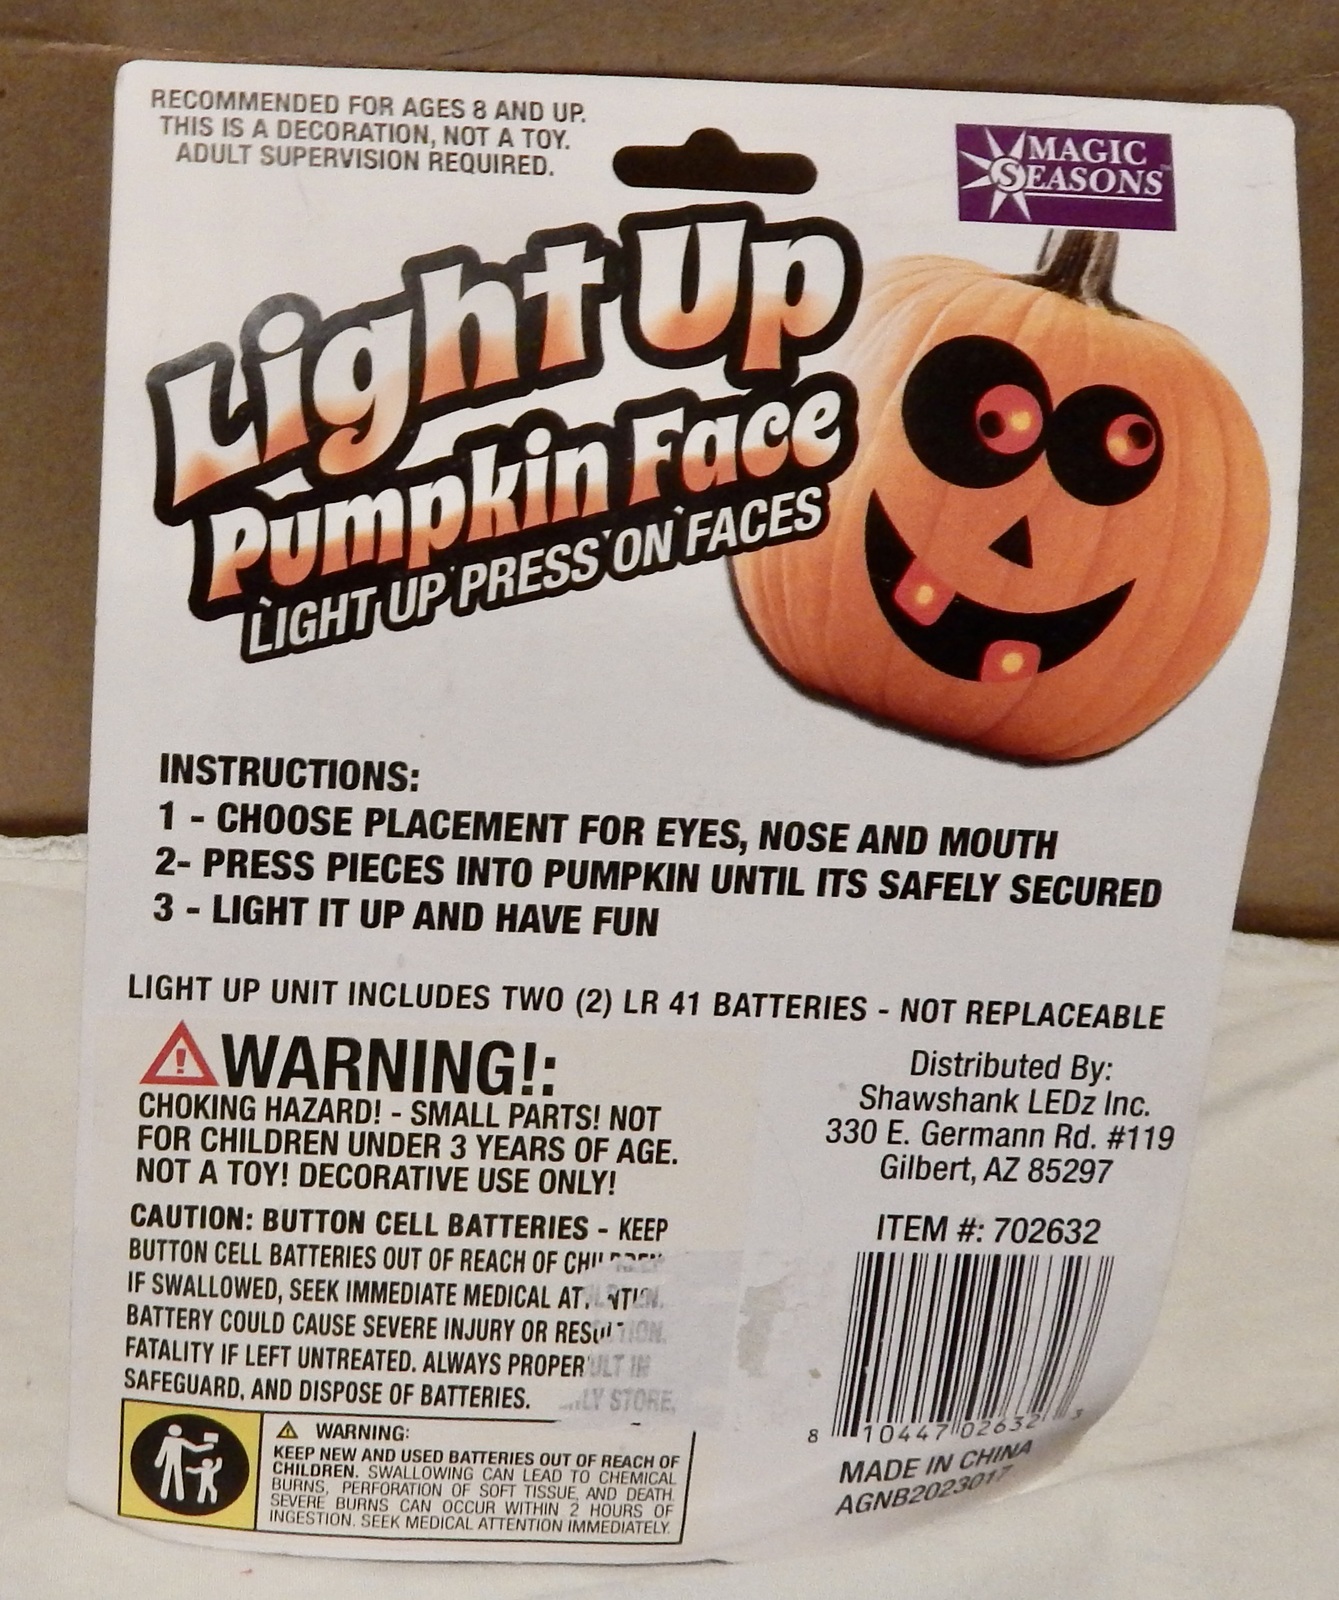 RECOMMENDED FOR AGES 8 AND UP.
THIS IS A DECORATION, NOT A TOY.
ADULT SUPERVISION REQUIRED.
MAGIC
SEASONS™
Light Up
Pumpkin Face
LIGHT UP PRESS ON FACES
INSTRUCTIONS:
1 - CHOOSE PLACEMENT FOR EYES, NOSE AND MOUTH
2- PRESS PIECES INTO PUMPKIN UNTIL ITS SAFELY SECURED
3 - LIGHT IT UP AND HAVE FUN
LIGHT UP UNIT INCLUDES TWO (2) LR 41 BATTERIES - NOT REPLACEABLE
WARNING!:
CHOKING HAZARD! - SMALL PARTS! NOT
FOR CHILDREN UNDER 3 YEARS OF AGE.
NOT A TOY! DECORATIVE USE ONLY!
CAUTION: BUTTON CELL BATTERIES - KEEP
BUTTON CELL BATTERIES OUT OF REACH OF
IF SWALLOWED, SEEK IMMEDIATE MEDICAL
BATTERY COULD CAUSE SEVERE INJURY OR
FATALITY IF LEFT UNTREATED. ALWAYS
SAFEGUARD, AND DISPOSE OF BATTERIES.
WARNING:
KEEP NEW AND USED BATTERIES OUT OF REACH OF
CHILDREN. SWALLOWING CAN LEAD TO CHEMICAL
BURNS, PERFORATION OF SOFT TISSUE, AND DEATH.
SEVERE BURNS CAN OCCUR WITHIN 2 HOURS OF
INGESTION. SEEK MEDICAL ATTENTION IMMEDIATELY.
Distributed By:
Shawshank LEDz Inc.
330 E. Germann Rd. #119
Gilbert, AZ 85297
ITEM #: 702632
8 10447 02632 3
MADE IN CHINA
AGNB2023017